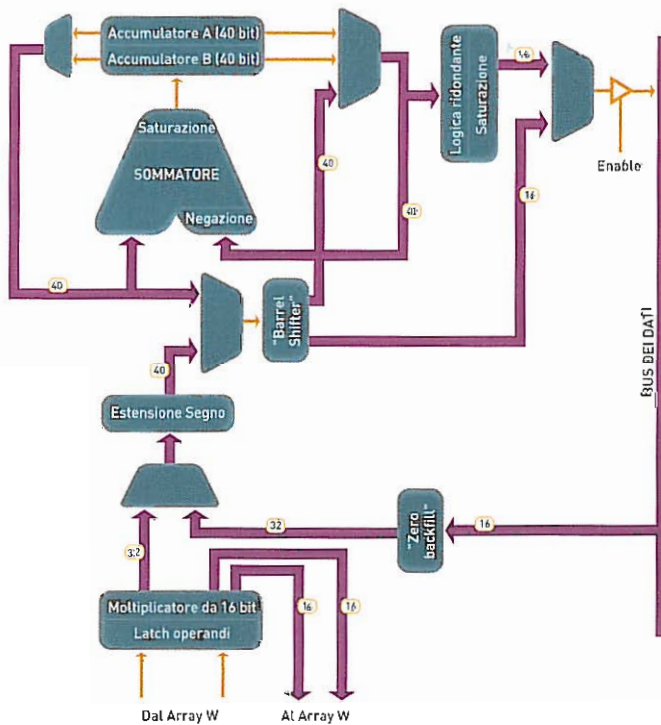 Accumulatore A (40 bit)
Accumulatore B (40 bit)
Saturazione
SOMMATORE
Negazione
Logica ridondante
Saturazione
16
Enable
40
40
16
40
"Barrel
Shifter"
BUS DEI DATI
40
Estensione Segno
32
"Zero
backfill"
16
32
Moltiplicatore da 16 bit
Latch operandi
16
16
Dal Array W
Al Array W